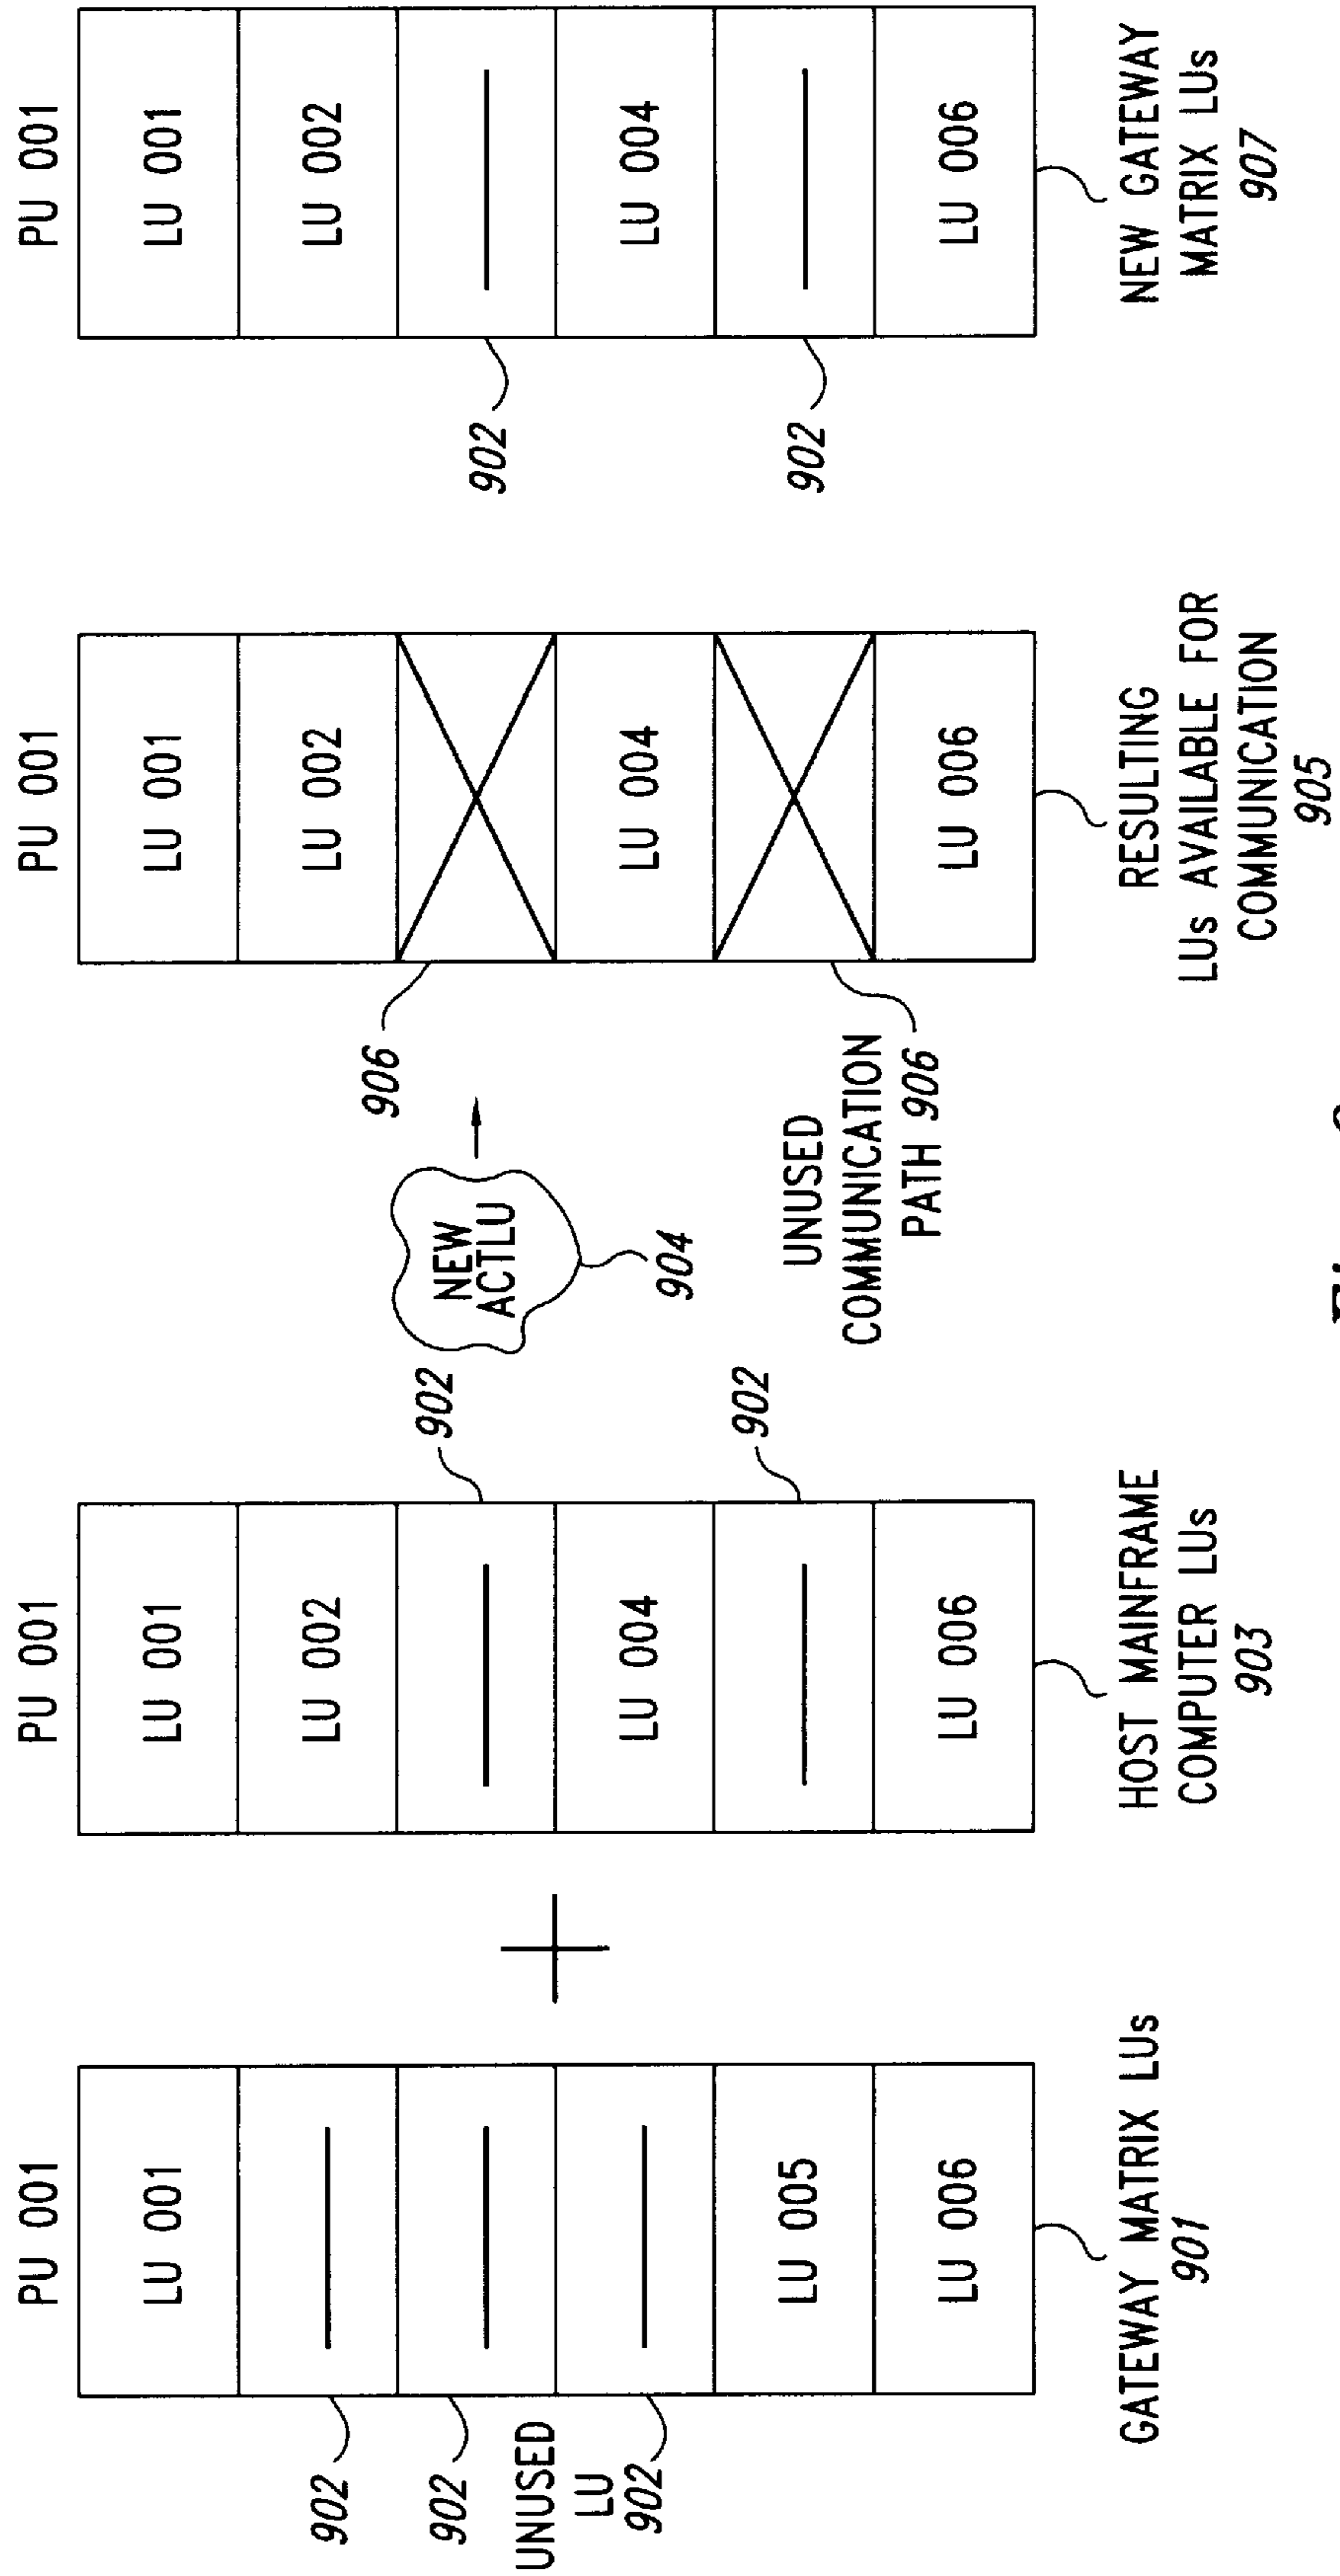 PU 001
LU 001
902
902
UNUSED
LU
902
LU 005
LU 006
GATEWAY MATRIX LUs
901
PU 001
LU 001
LU 002
902
LU 004
902
LU 006
HOST MAINFRAME
COMPUTER LUs
903
NEW
ACTLU
904
PU 001
LU 001
LU 002
906
LU 004
UNUSED
COMMUNICATION
PATH 906
LU 006
RESULTING
LUs AVAILABLE FOR
COMMUNICATION
905
PU 001
LU 001
LU 002
902
LU 004
902
LU 006
NEW GATEWAY
MATRIX LUs
907